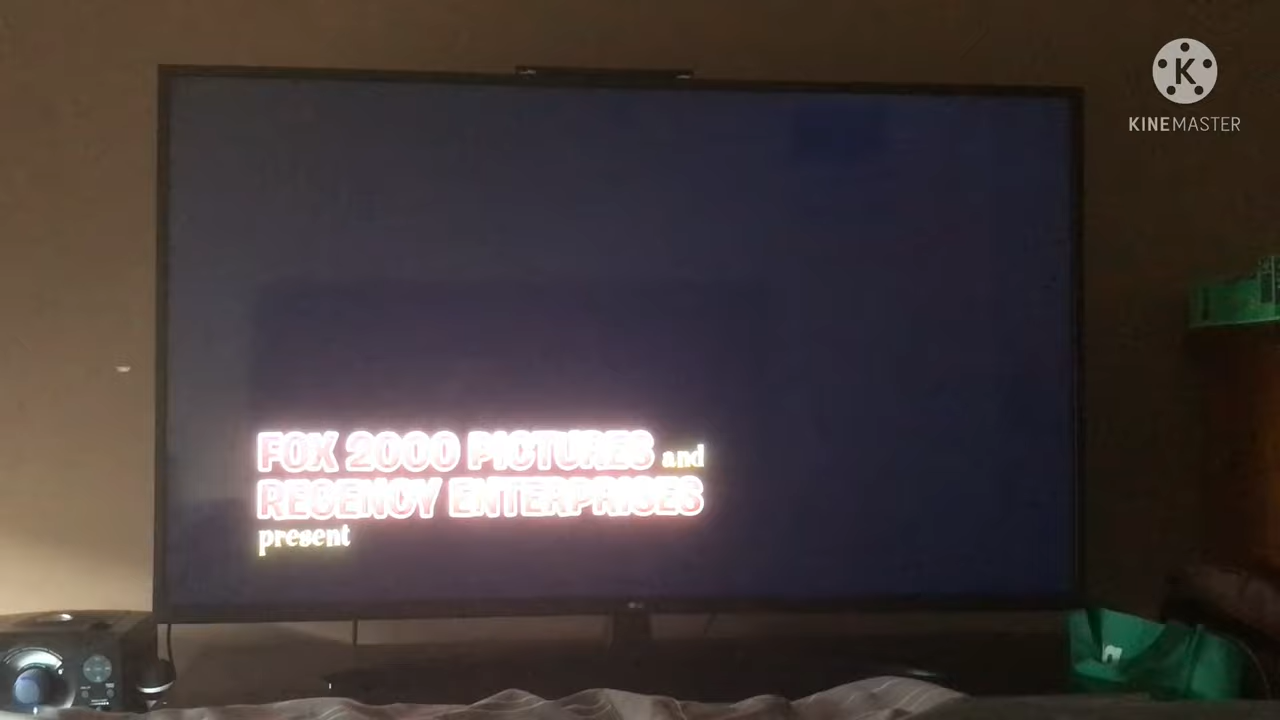 KINEMASTER
FOX 2000 PICTURES and
REGENCY ENTERPRISES
present